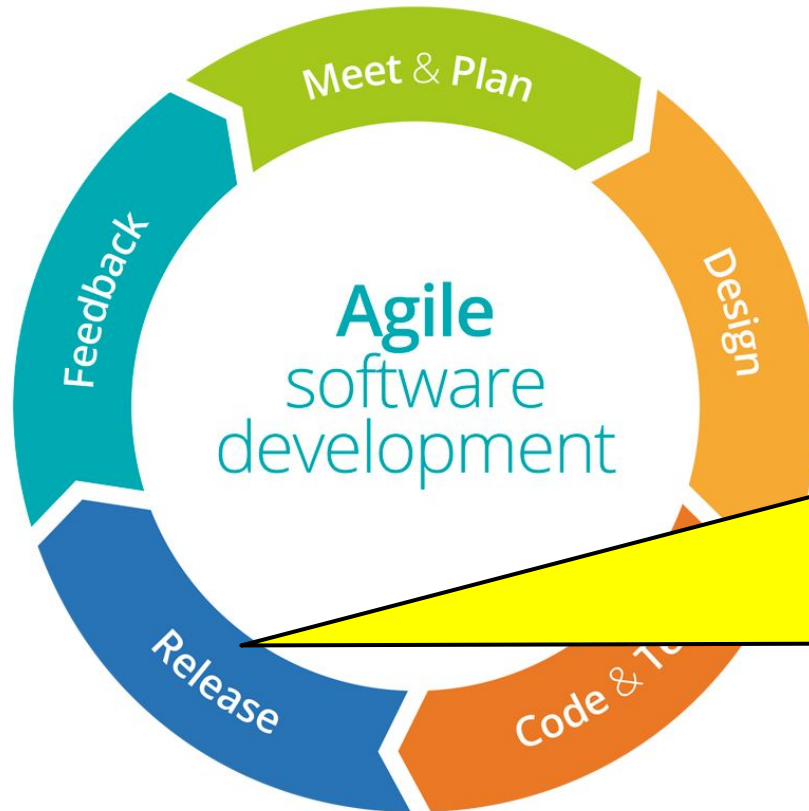 Meet & Plan
Design
Code &
Release
Feedback
Agile
software
development